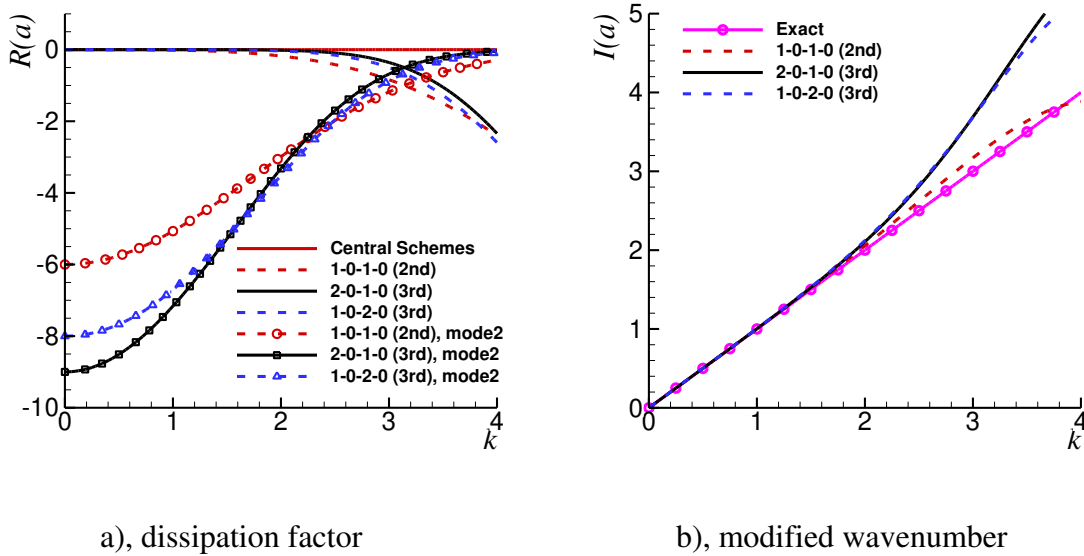 R(a)
0
-2
-4
-6
-8
-10
0
1
2
3
4
k
Central Schemes
1-0-1-0 (2nd)
2-0-1-0 (3rd)
1-0-2-0 (3rd)
1-0-1-0 (2nd), mode2
2-0-1-0 (3rd), mode2
1-0-2-0 (3rd), mode2
a), dissipation factor
I(a)
5
4
3
2
1
0
0
1
2
3
4
k
Exact
1-0-1-0 (2nd)
2-0-1-0 (3rd)
1-0-2-0 (3rd)
b), modified wavenumber